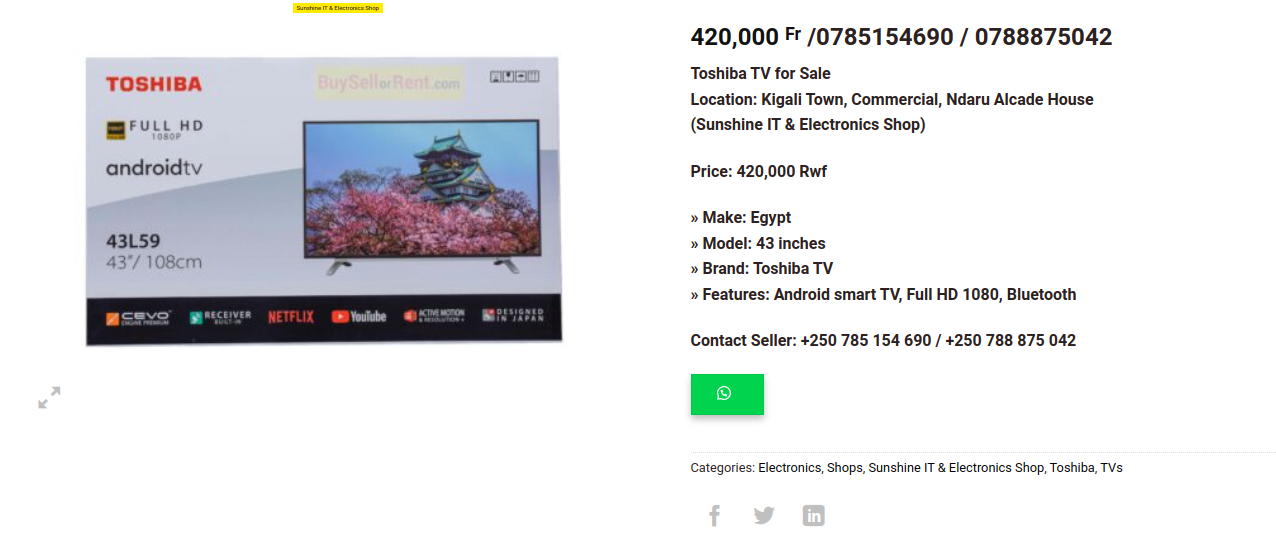 Sunshine IT & Electronics Shop
TOSHIBA
BuySellorRent.com
FULL HD
1080P
androidtv
43L59
43"/ 108cm
CEVO
ENGINE PREMIUM
RECEIVER
BUILT-IN
NETFLIX
YouTube
ACTIVE MOTION
& RESOLUTION +
DESIGNED
IN JAPAN
420,000 Fr /0785154690 / 0788875042
Toshiba TV for Sale
Location: Kigali Town, Commercial, Ndaru Alcade House
(Sunshine IT & Electronics Shop)
Price: 420,000 Rwf
» Make: Egypt
» Model: 43 inches
» Brand: Toshiba TV
» Features: Android smart TV, Full HD 1080, Bluetooth
Contact Seller: +250 785 154 690 / +250 788 875 042
Categories: Electronics, Shops, Sunshine IT & Electronics Shop, Toshiba, TVs